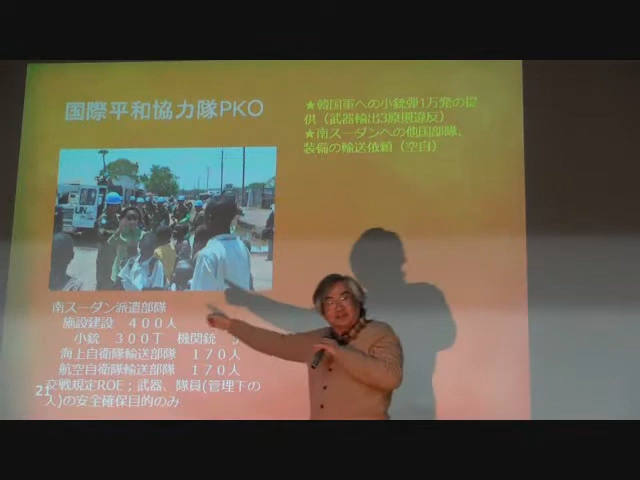 国際平和協力隊PKO
★韓国軍への小銃弾1万発の提
供（武器輸出3原則違反）
★南スーダンへの他国部隊、
装備の輸送依頼（空自）
UN
南スーダン派遣部隊
施設建設　４００人
小銃　３００丁　機関銃
海上自衛隊輸送部隊　１７０人
航空自衛隊輸送部隊　１７０人
交戦規定ROE；武器、隊員(管理下の
人)の安全確保目的のみ
21